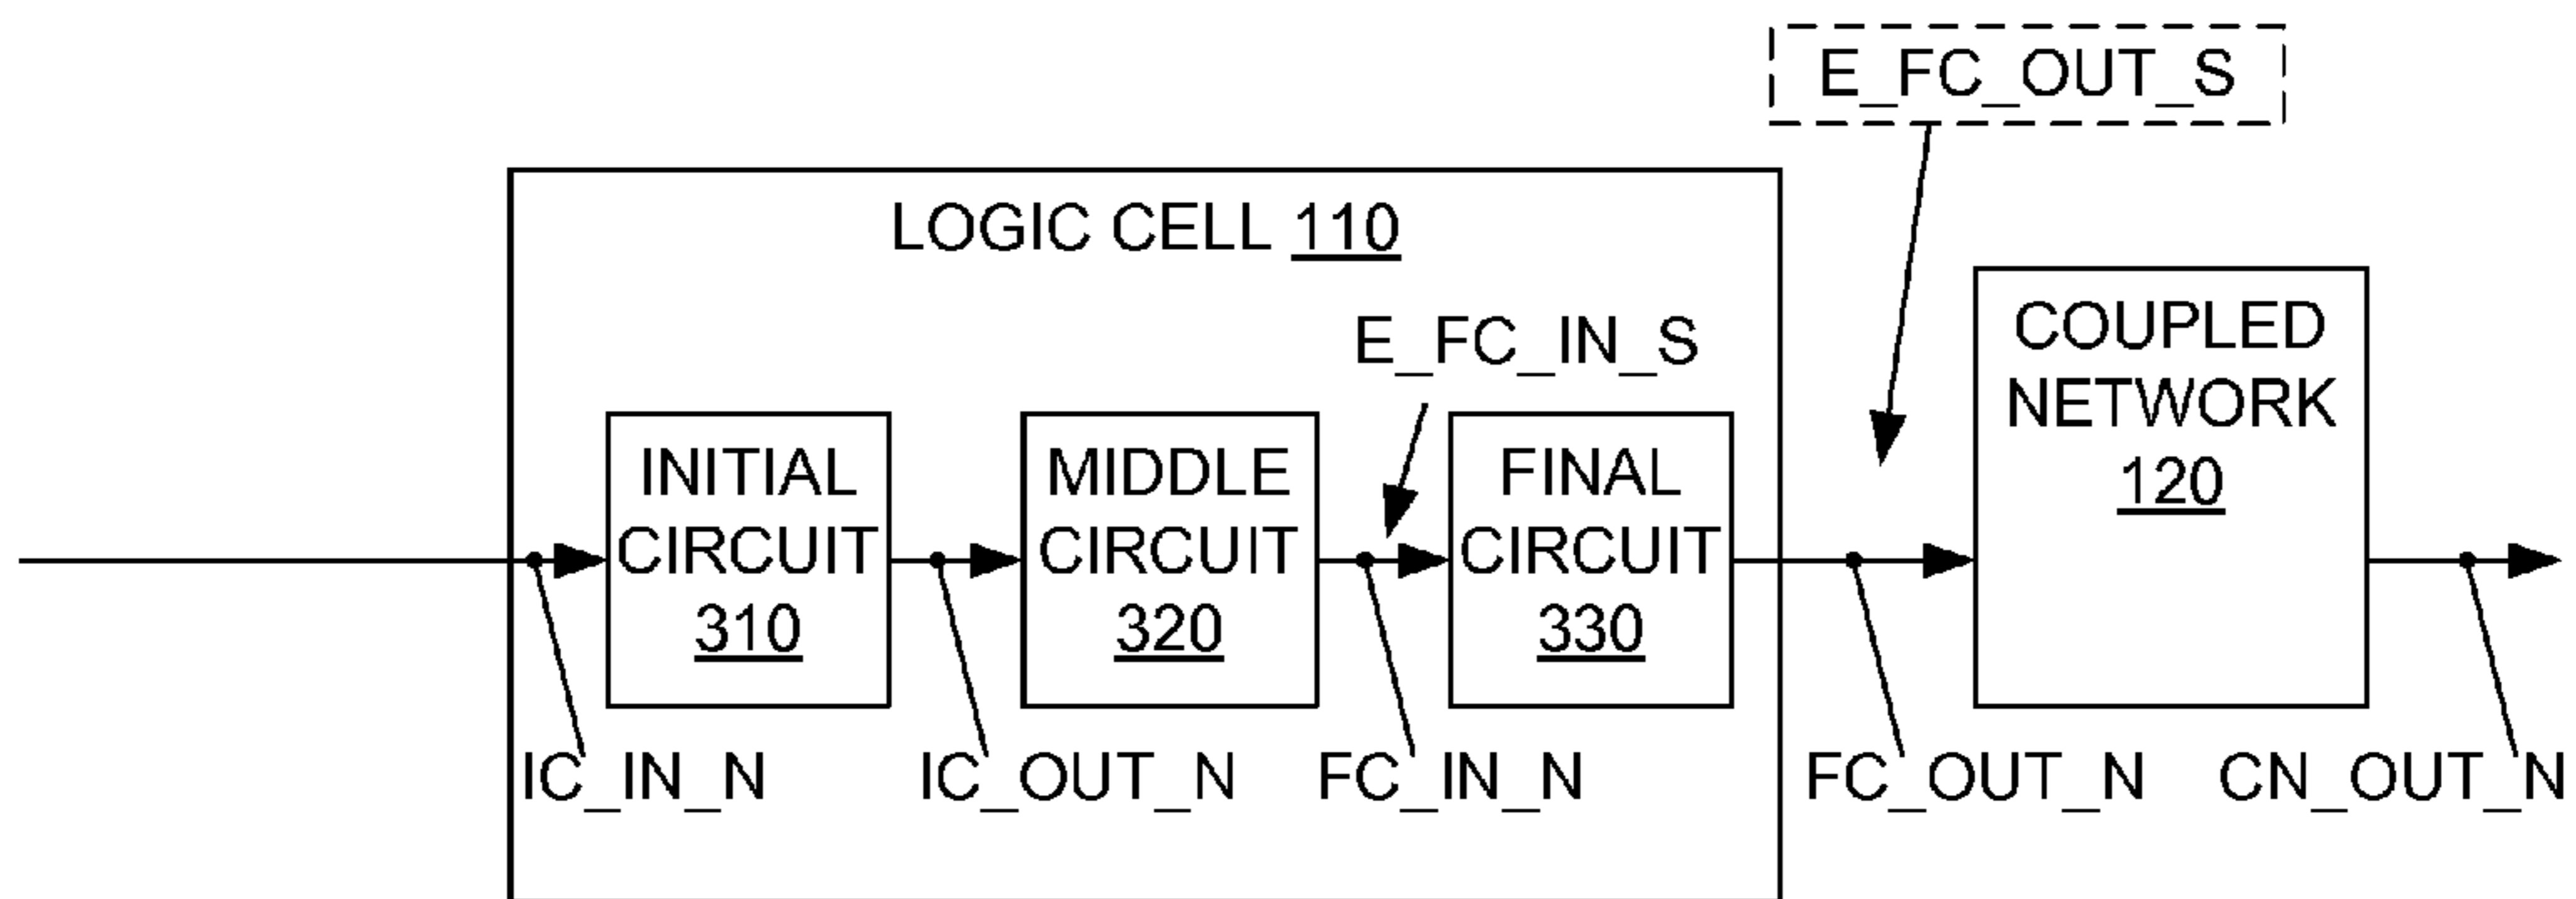 E_FC_OUT_S
LOGIC CELL 110
E_FC_IN_S
COUPLED
NETWORK
120
INITIAL
CIRCUIT
310
MIDDLE
CIRCUIT
320
FINAL
CIRCUIT
330
IC_IN_N
IC_OUT_N
FC_IN_N
FC_OUT_N
CN_OUT_N